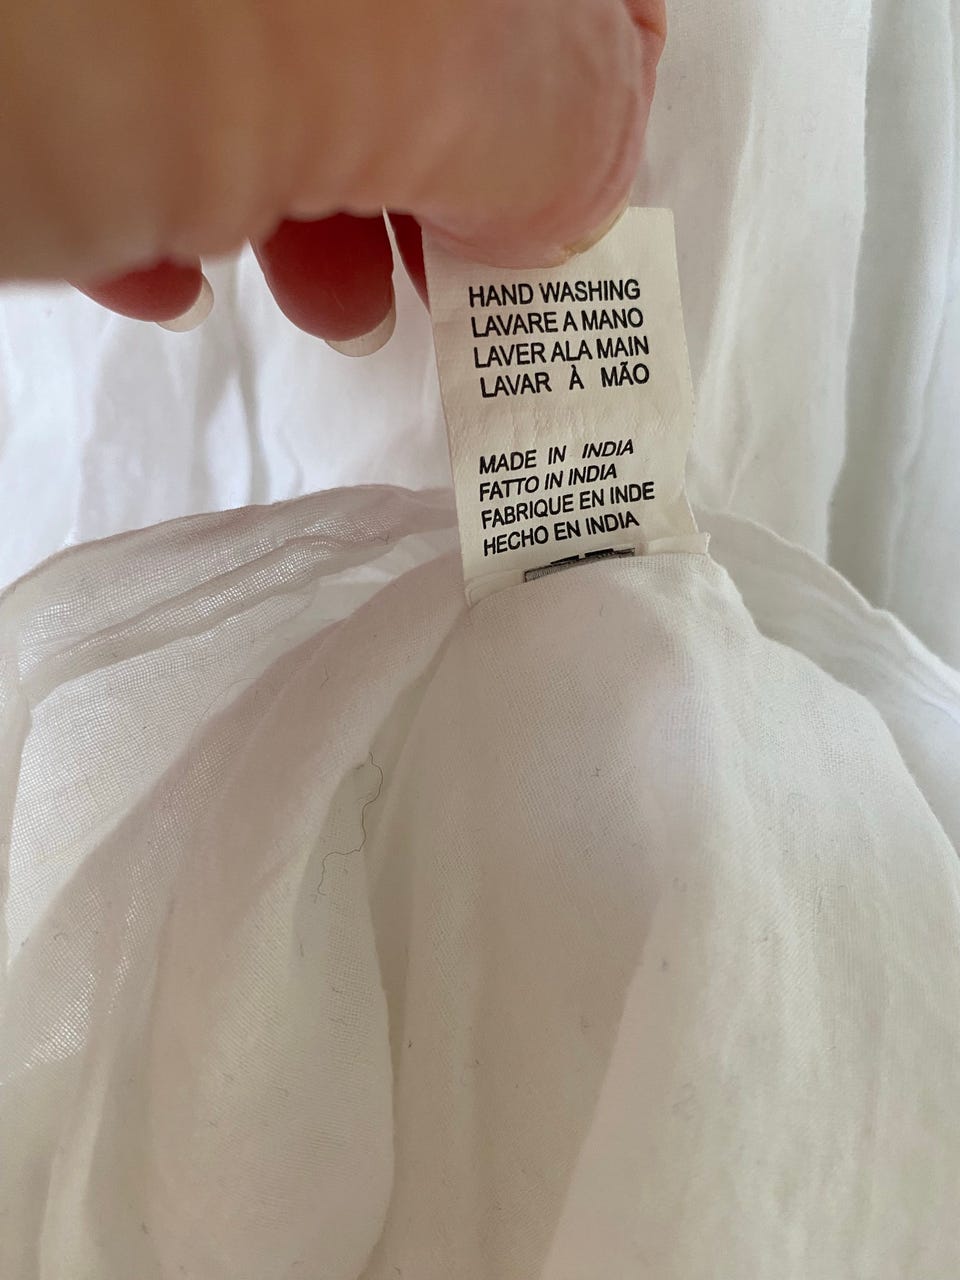 HAND WASHING
LAVARE A MANO
LAVER ALA MAIN
LAVAR À MÃO
MADE IN INDIA
FATTO IN INDIA
FABRIQUE EN INDE
HECHO EN INDIA